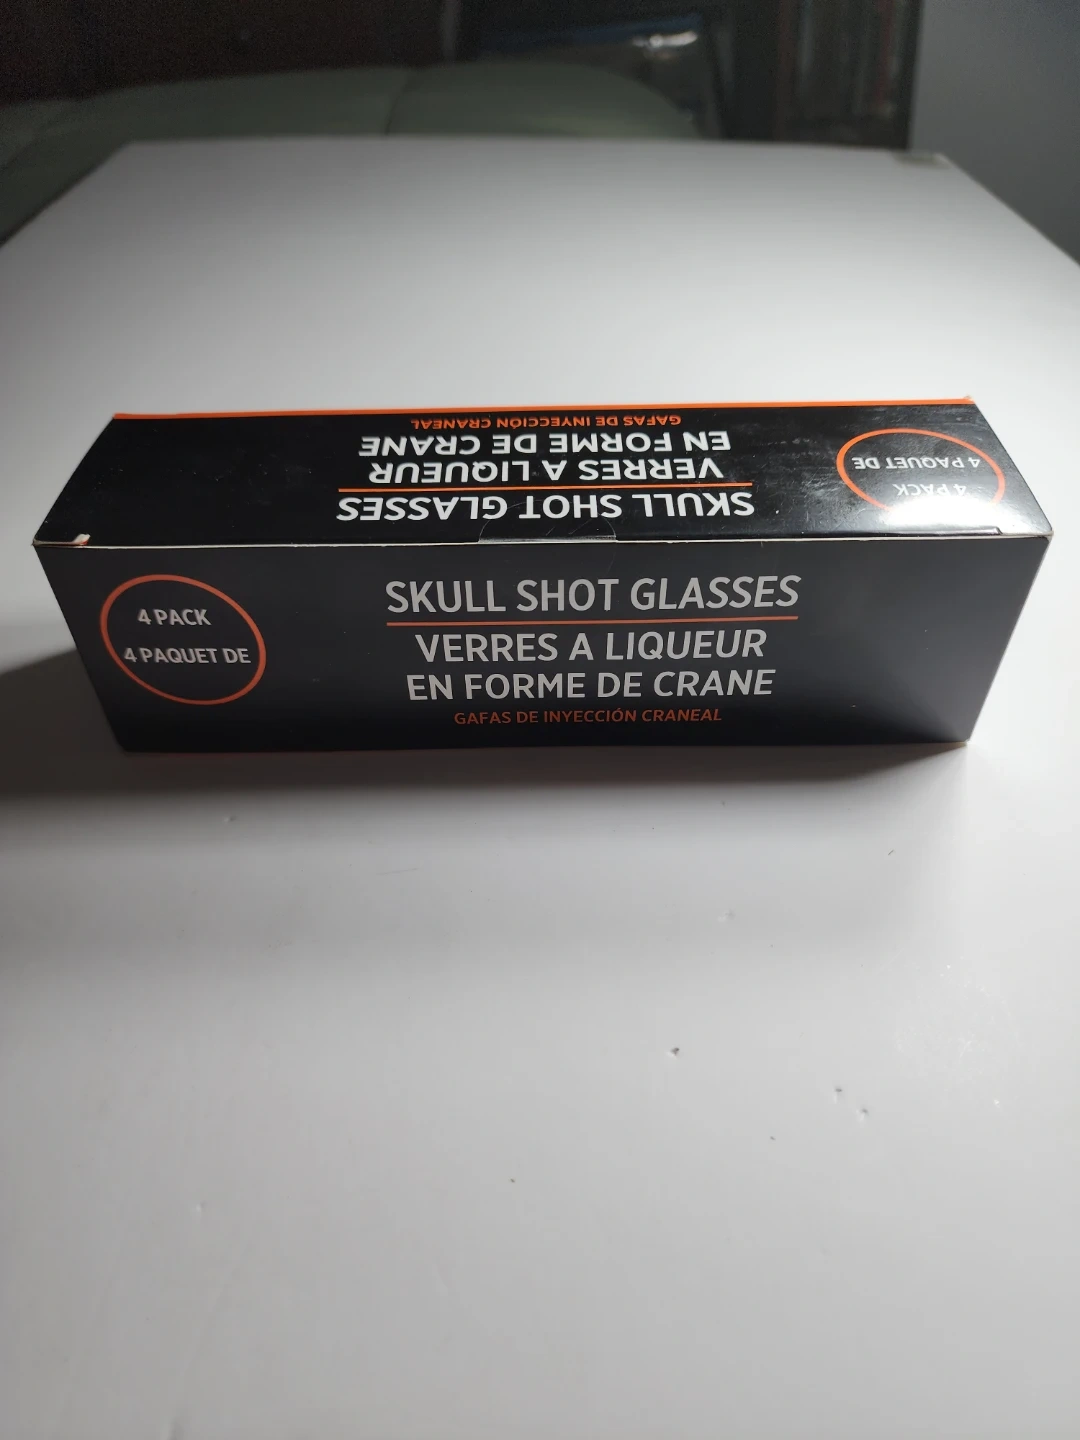 GAFAS DE INYECCIÓN CRANEAL
EN FORME DE CRANE
VERRES A LIQUEUR
SKULL SHOT GLASSES
4 PAQUET DE
4 PACK
4 PACK
4 PAQUET DE
SKULL SHOT GLASSES
VERRES A LIQUEUR
EN FORME DE CRANE
GAFAS DE INYECCIÓN CRANEAL